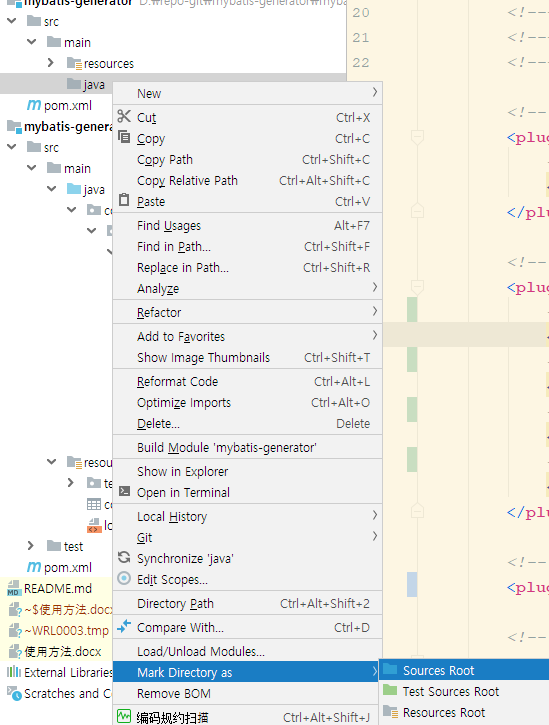 mybatis-generator D:#repo-git#mybatis-generator#myba
src
main
resources
java
pom.xml
mybatis-genera
src
main
java
co
resou
te
co
lo
test
pom.xml
README.md
~$使用方法.docx
~WRL0003.tmp
使用方法.docx
External Libraries
Scratches and C
New
Cut Ctrl+X
Copy Ctrl+C
Copy Path Ctrl+Shift+C
Copy Relative Path Ctrl+Alt+Shift+C
Paste Ctrl+V
Find Usages Alt+F7
Find in Path... Ctrl+Shift+F
Replace in Path... Ctrl+Shift+R
Analyze
Refactor
Add to Favorites
Show Image Thumbnails Ctrl+Shift+T
Reformat Code Ctrl+Alt+L
Optimize Imports Ctrl+Alt+O
Delete... Delete
Build Module 'mybatis-generator'
Show in Explorer
Open in Terminal
Local History
Git
Synchronize 'java'
Edit Scopes...
Directory Path Ctrl+Alt+Shift+2
Compare With... Ctrl+D
Load/Unload Modules...
Mark Directory as
Remove BOM
编码规约扫描 Ctrl+Alt+Shift+J
Sources Root
Test Sources Root
Resources Root
20 <!--
21 <!--
22 <!--
<!--
<plug
</plu
<!--
<plug
</plu
<!--
<plug
<!--